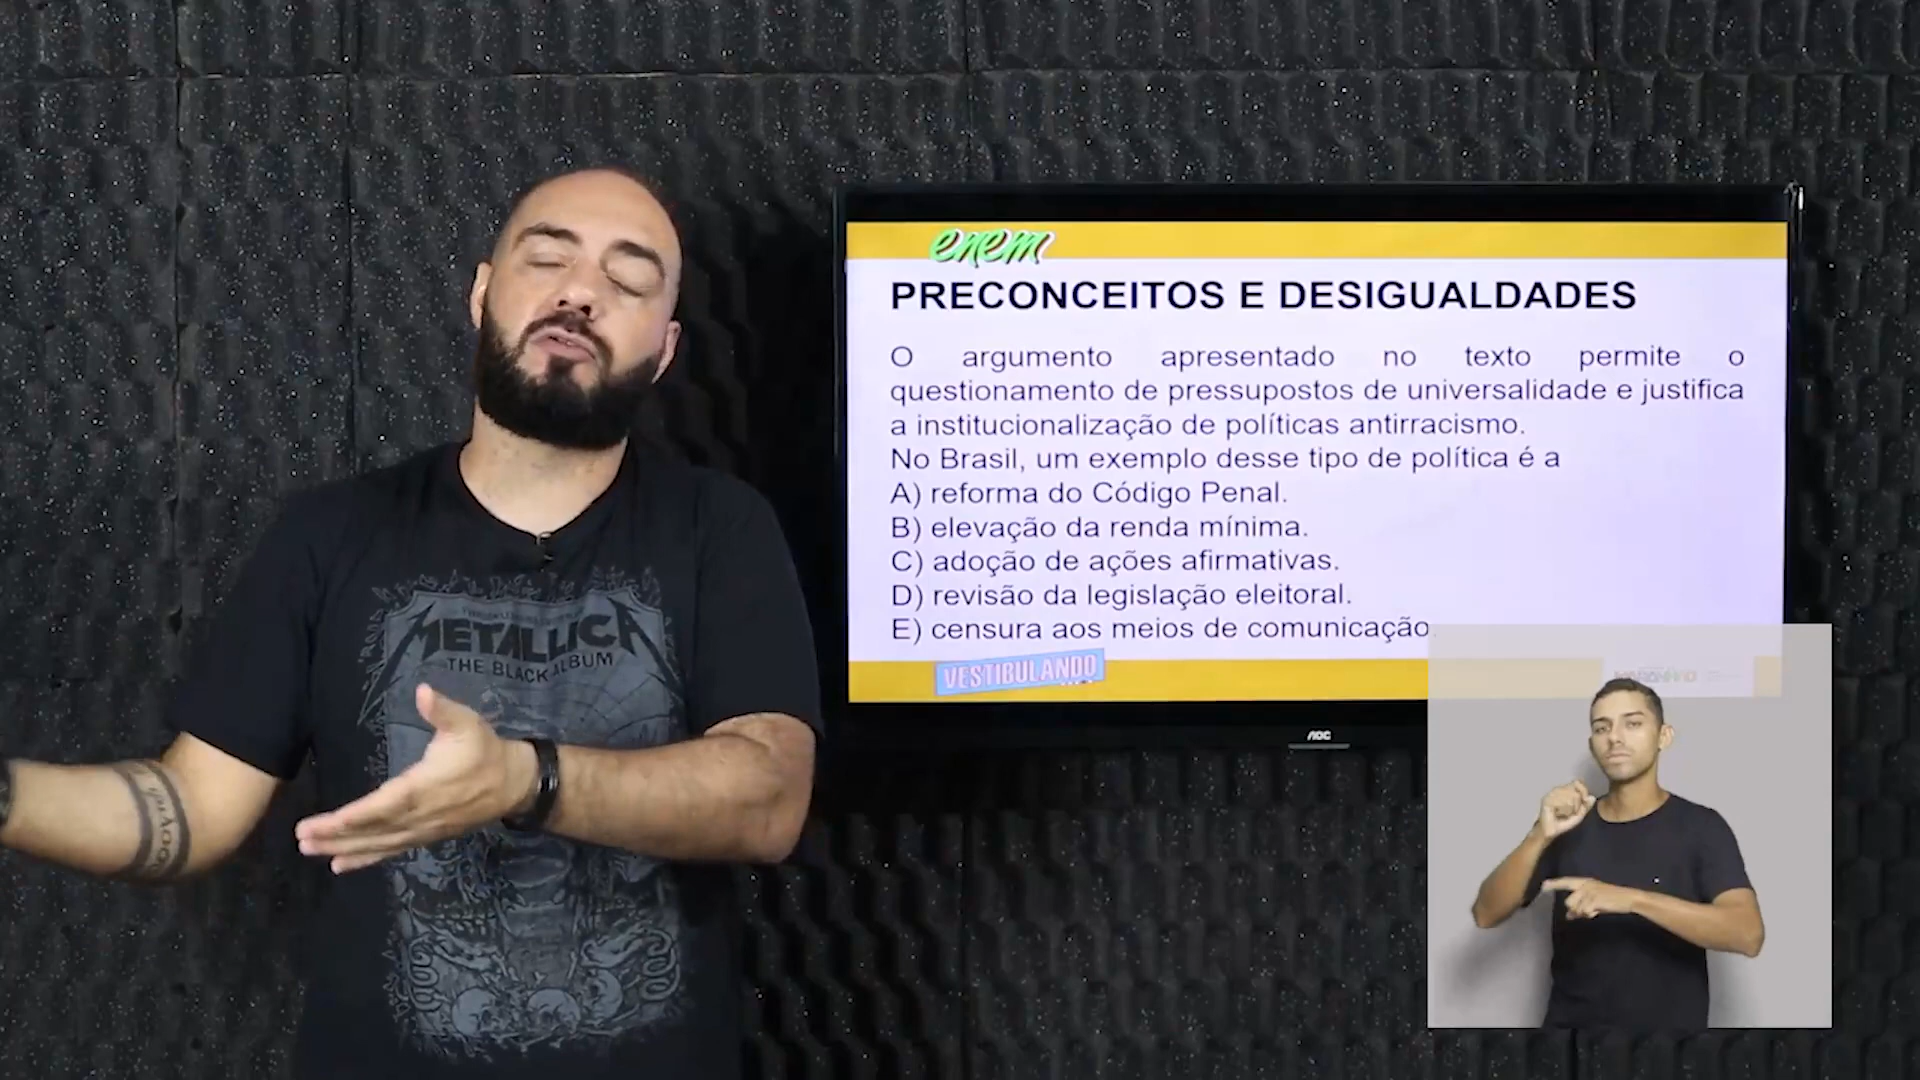 enem
PRECONCEITOS E DESIGUALDADES
O argumento apresentado no texto permite o
questionamento de pressupostos de universalidade e justifica
a institucionalização de políticas antirracismo.
No Brasil, um exemplo desse tipo de política é a
A) reforma do Código Penal.
B) elevação da renda mínima.
C) adoção de ações afirmativas.
D) revisão da legislação eleitoral.
E) censura aos meios de comunicação.
VESTIBULANDO
AOC
METALLICA
THE BLACK ALBUM